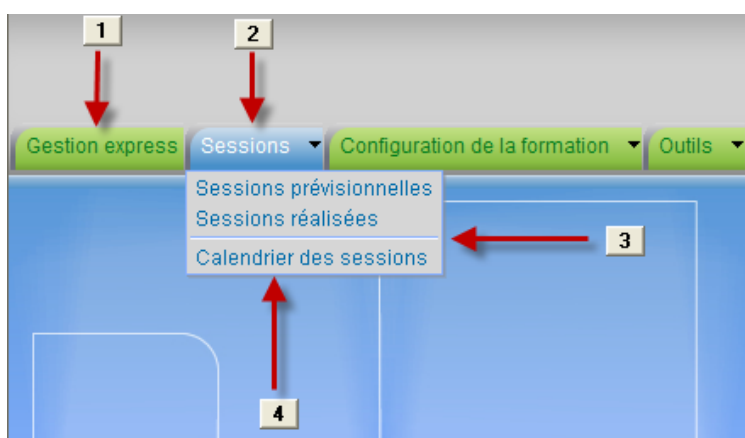 1 2
Gestion express Sessions Configuration de la formation Outils
Sessions prévisionnelles
Sessions réalisées
3
Calendrier des sessions
4